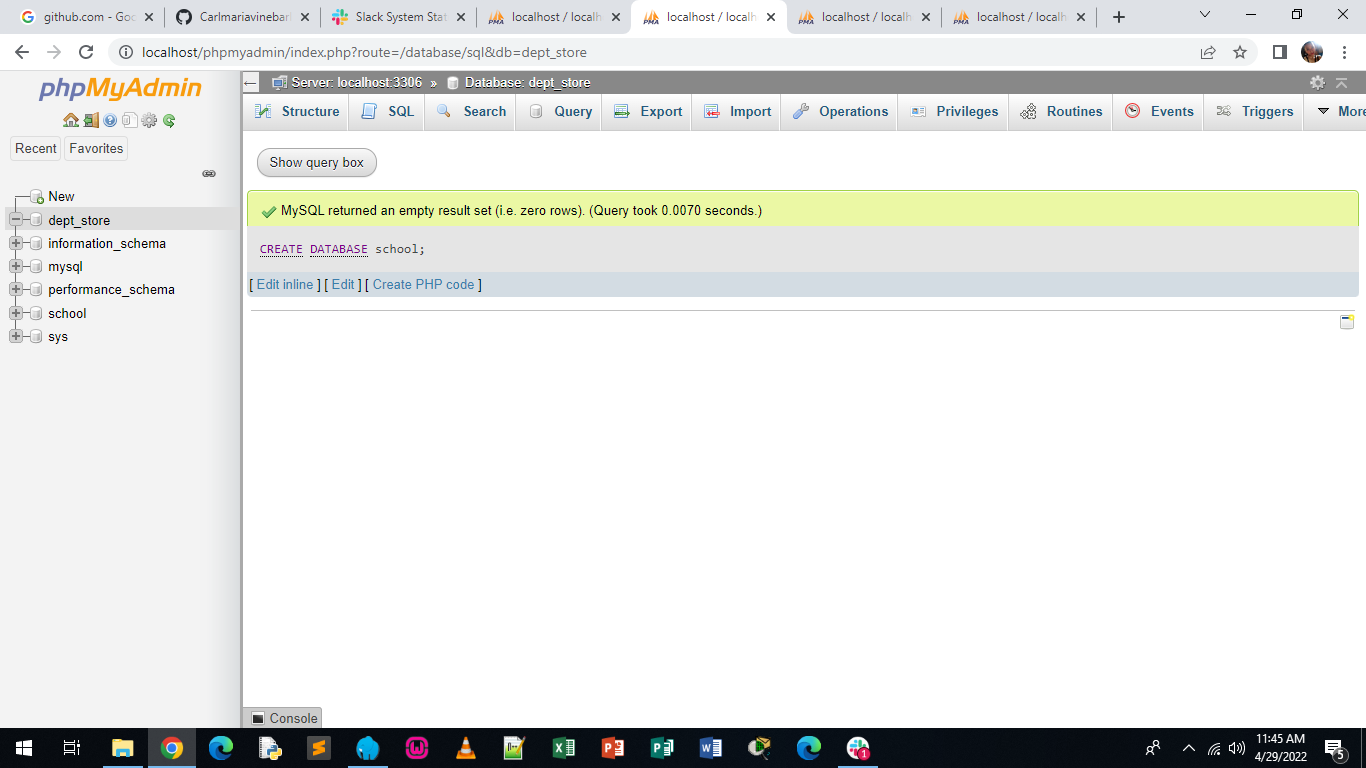 github.com - Goo
Carlmariavinebari
Slack System Stat
localhost / localh
localhost / localh
localhost / localh
localhost / localh
localhost/phpmyadmin/index.php?route=/database/sql&db=dept_store
phpMyAdmin
Recent
Favorites
New
dept_store
information_schema
mysql
performance_schema
school
sys
Server: localhost:3306 » Database: dept_store
Structure
SQL
Search
Query
Export
Import
Operations
Privileges
Routines
Events
Triggers
More
Show query box
MySQL returned an empty result set (i.e. zero rows). (Query took 0.0070 seconds.)
CREATE DATABASE school;
[ Edit inline ] [ Edit ] [ Create PHP code ]
Console
11:45 AM
4/29/2022
5
1